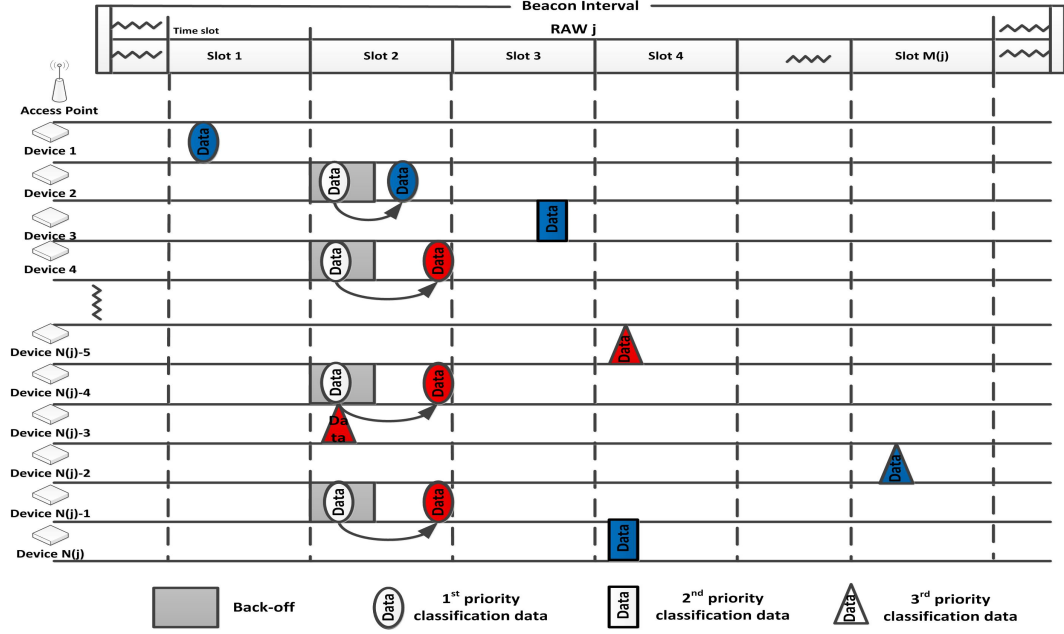 Beacon Interval
Time slot
RAW j
Slot 1
Slot 2
Slot 3
Slot 4
Slot M(j)
Access Point
Device 1
Data
Device 2
Data
Data
Device 3
Data
Device 4
Data
Data
Device N(j)-5
Data
Device N(j)-4
Data
Data
Device N(j)-3
Da
ta
Device N(j)-2
Data
Device N(j)-1
Data
Data
Device N(j)
Data
Back-off
Data
1st priority
classification data
Data
2nd priority
classification data
Data
3rd priority
classification data